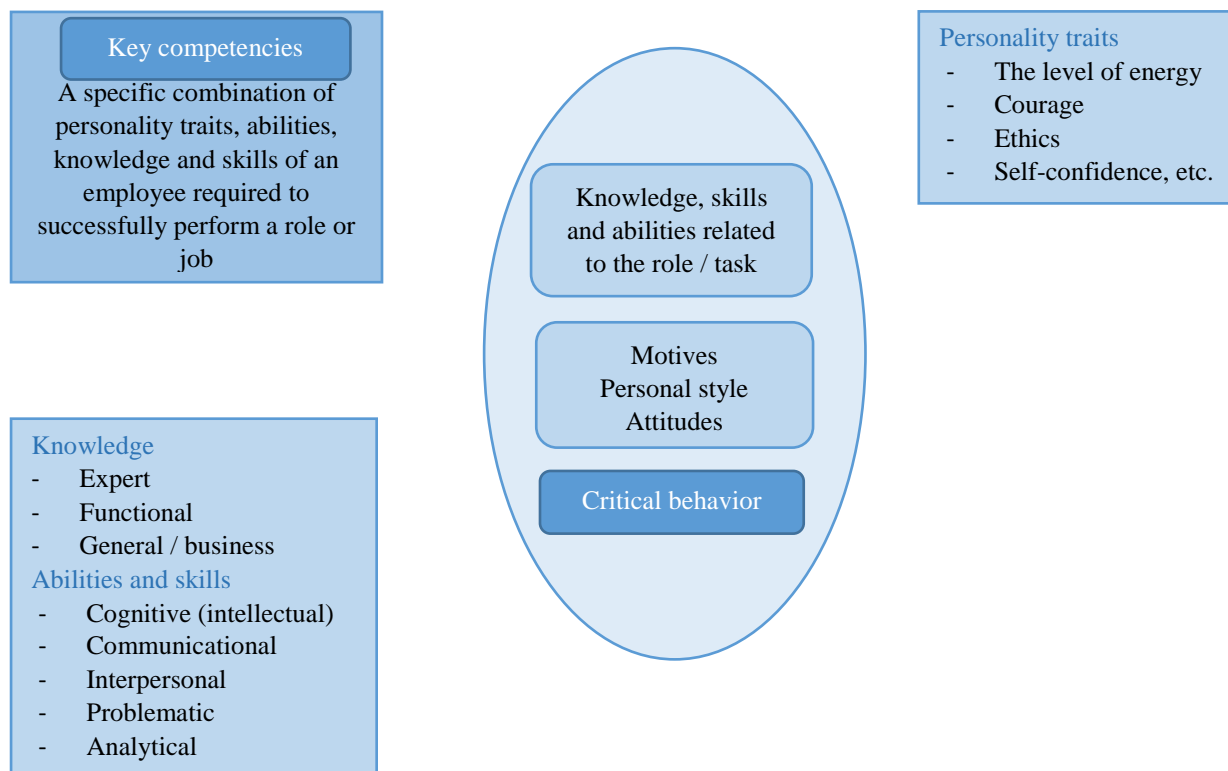 Key competencies
A specific combination of
personality traits, abilities,
knowledge and skills of an
employee required to
successfully perform a role or
job
Personality traits
- The level of energy
- Courage
- Ethics
- Self-confidence, etc.
Knowledge, skills
and abilities related
to the role / task
Motives
Personal style
Attitudes
Critical behavior
Knowledge
- Expert
- Functional
- General / business
Abilities and skills
- Cognitive (intellectual)
- Communicational
- Interpersonal
- Problematic
- Analytical